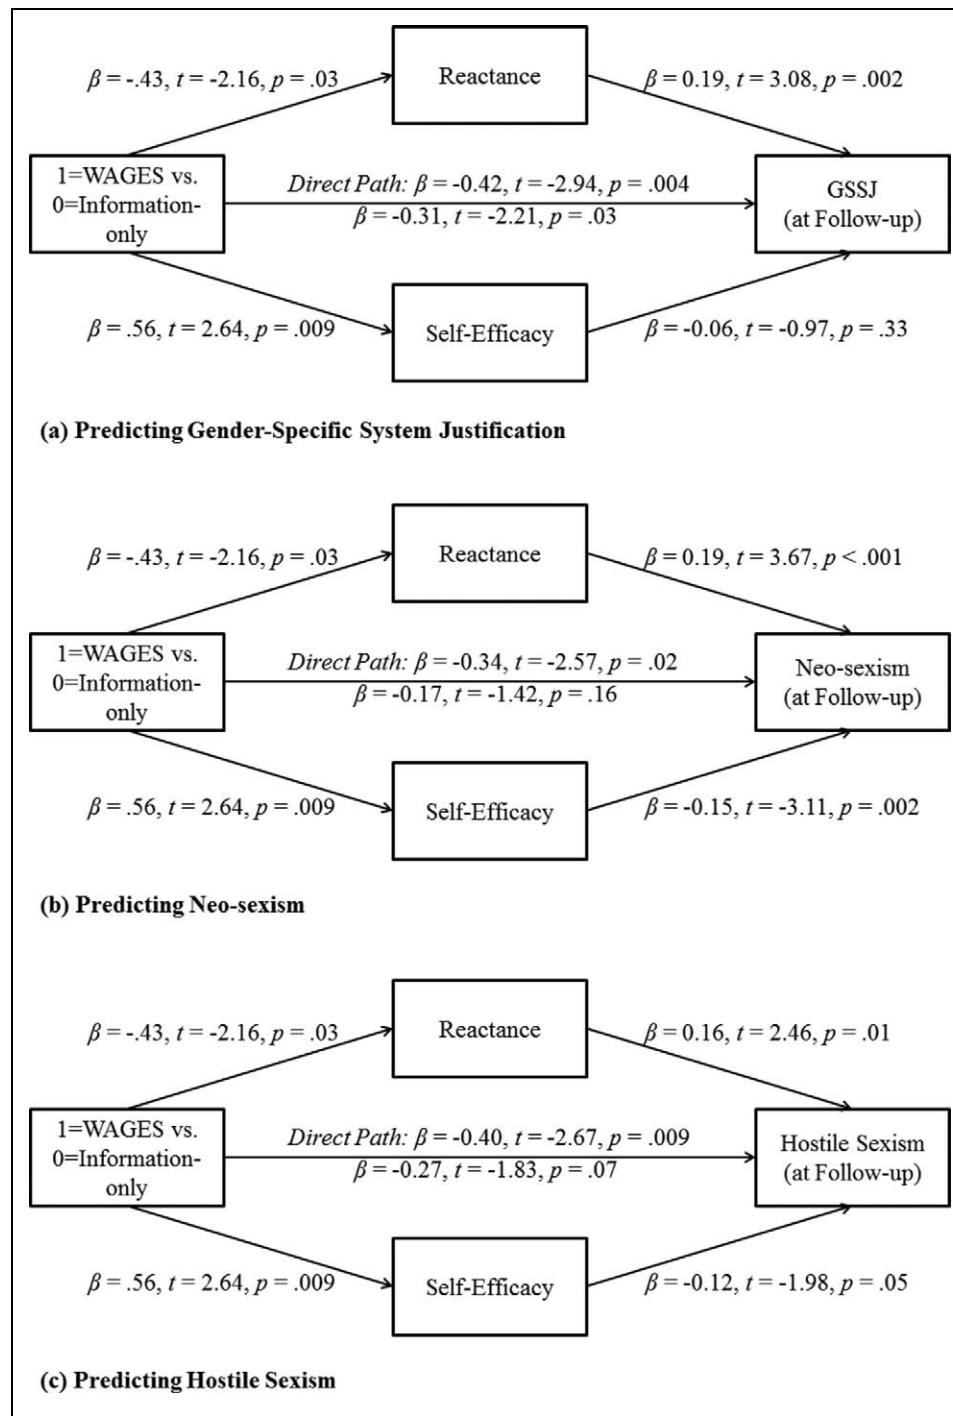 Reactance
β = -.43, t = -2.16, p = .03
β = 0.19, t = 3.08, p = .002
1=WAGES vs.
0=Information-
only
Direct Path: β = -0.42, t = -2.94, p = .004
β = -0.31, t = -2.21, p = .03
GSSJ
(at Follow-up)
β = .56, t = 2.64, p = .009
Self-Efficacy
β = -0.06, t = -0.97, p = .33
(a) Predicting Gender-Specific System Justification
Reactance
β = -.43, t = -2.16, p = .03
β = 0.19, t = 3.67, p < .001
1=WAGES vs.
0=Information-
only
Direct Path: β = -0.34, t = -2.57, p = .02
β = -0.17, t = -1.42, p = .16
Neo-sexism
(at Follow-up)
β = .56, t = 2.64, p = .009
Self-Efficacy
β = -0.15, t = -3.11, p = .002
(b) Predicting Neo-sexism
Reactance
β = -.43, t = -2.16, p = .03
β = 0.16, t = 2.46, p = .01
1=WAGES vs.
0=Information-
only
Direct Path: β = -0.40, t = -2.67, p = .009
β = -0.27, t = -1.83, p = .07
Hostile Sexism
(at Follow-up)
β = .56, t = 2.64, p = .009
Self-Efficacy
β = -0.12, t = -1.98, p = .05
(c) Predicting Hostile Sexism